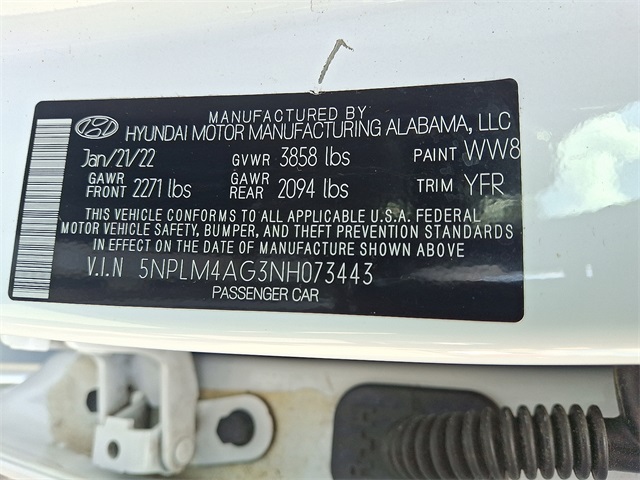 MANUFACTURED BY
HYUNDAI MOTOR MANUFACTURING ALABAMA, LLC
Jan/21/22 GVWR 3858 lbs PAINT WW8
GAWR FRONT 2271 lbs GAWR REAR 2094 lbs TRIM YFR
THIS VEHICLE CONFORMS TO ALL APPLICABLE U.S.A. FEDERAL
MOTOR VEHICLE SAFETY, BUMPER, AND THEFT PREVENTION STANDARDS
IN EFFECT ON THE DATE OF MANUFACTURE SHOWN ABOVE
V.I.N 5NPLM4AG3NH073443
PASSENGER CAR